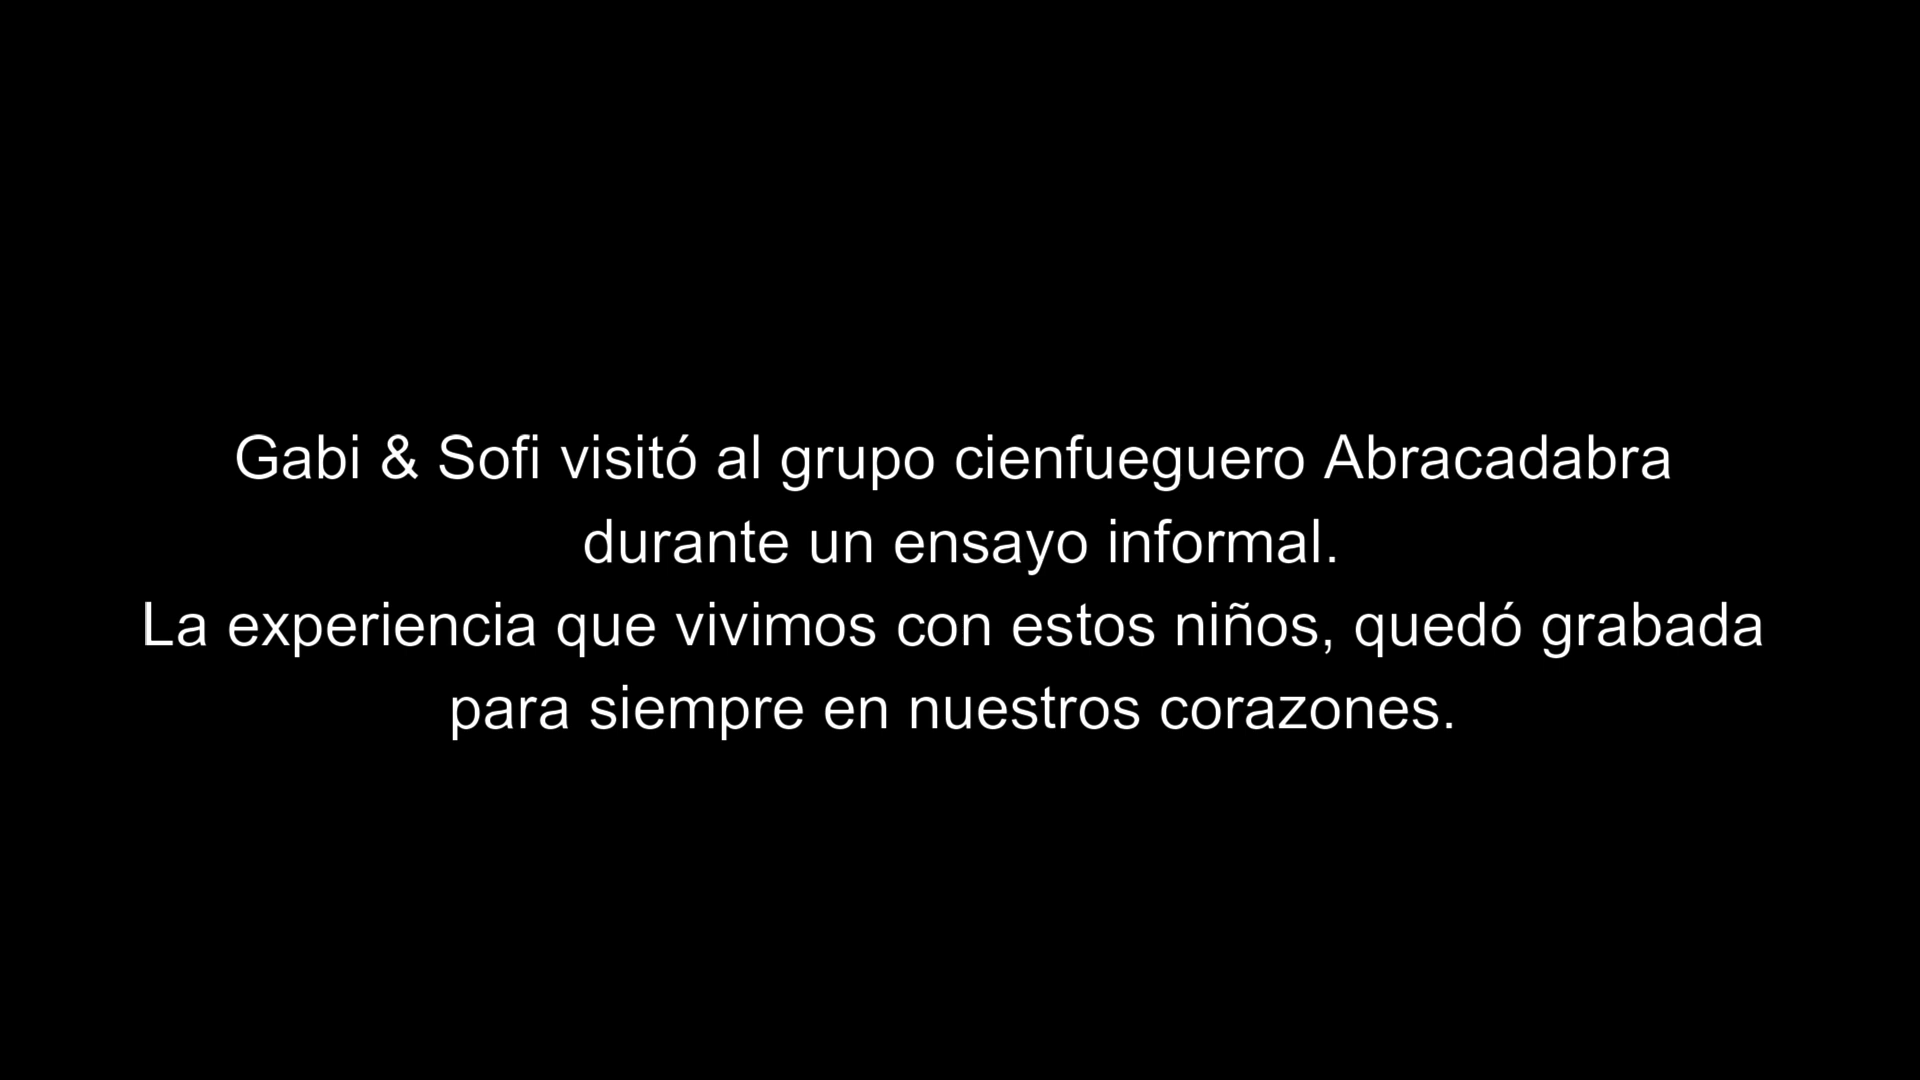 Gabi & Sofi visitó al grupo cienfueguero Abracadabra
durante un ensayo informal.
La experiencia que vivimos con estos niños, quedó grabada
para siempre en nuestros corazones.